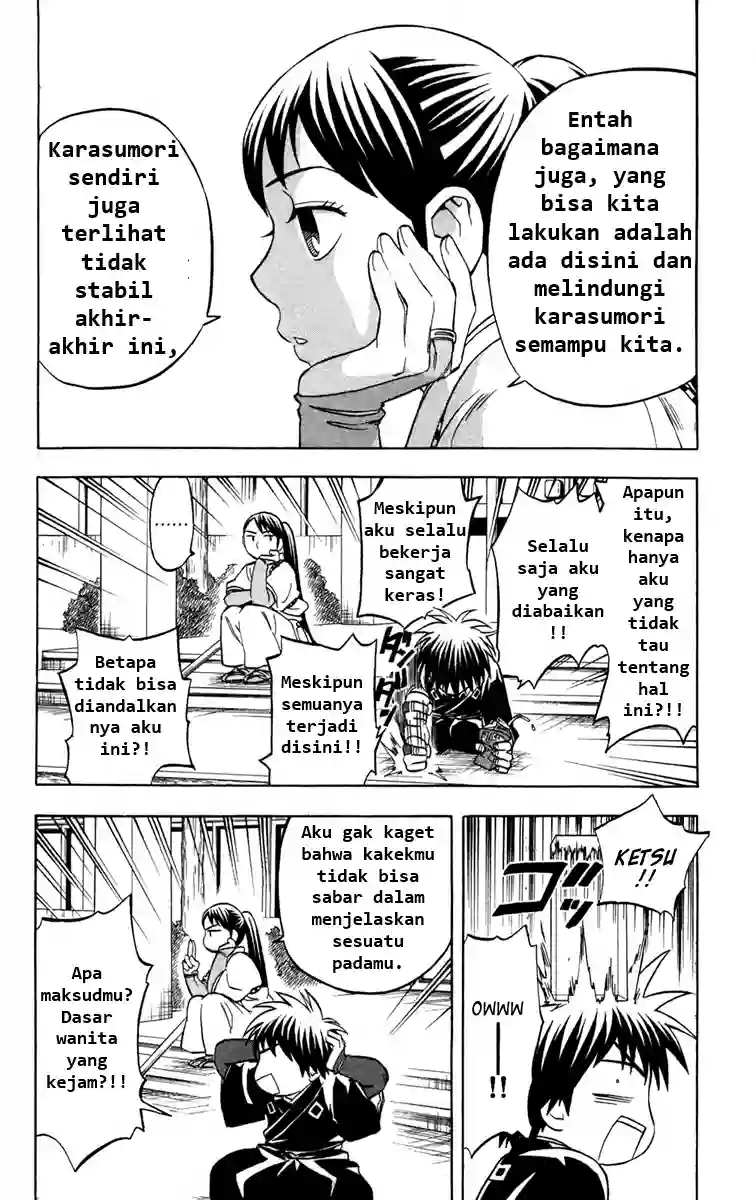 Entah
bagaimana
juga, yang
bisa kita
lakukan adalah
ada disini dan
melindungi
karasumori
semampu kita.
Karasumori
sendiri
juga
terlihat
tidak
stabil
akhir-
akhir ini,
Apapun
itu,
kenapa
hanya
aku
yang
tidak
tau
tentang
hal
ini?!!
Selalu
saja aku
yang
diabaikan
!!
Meskipun
aku selalu
bekerja
sangat
keras!
........
Meskipun
semuanya
terjadi
disini!!
Betapa
tidak bisa
diandalkan
nya aku
ini?!
KETSU
!!
コッ
OWWW
!!
Aku gak kaget
bahwa kakekmu
tidak bisa
sabar dalam
menjelaskan
sesuatu
padamu.
Apa
maksudmu?
Dasar
wanita
yang
kejam?!!